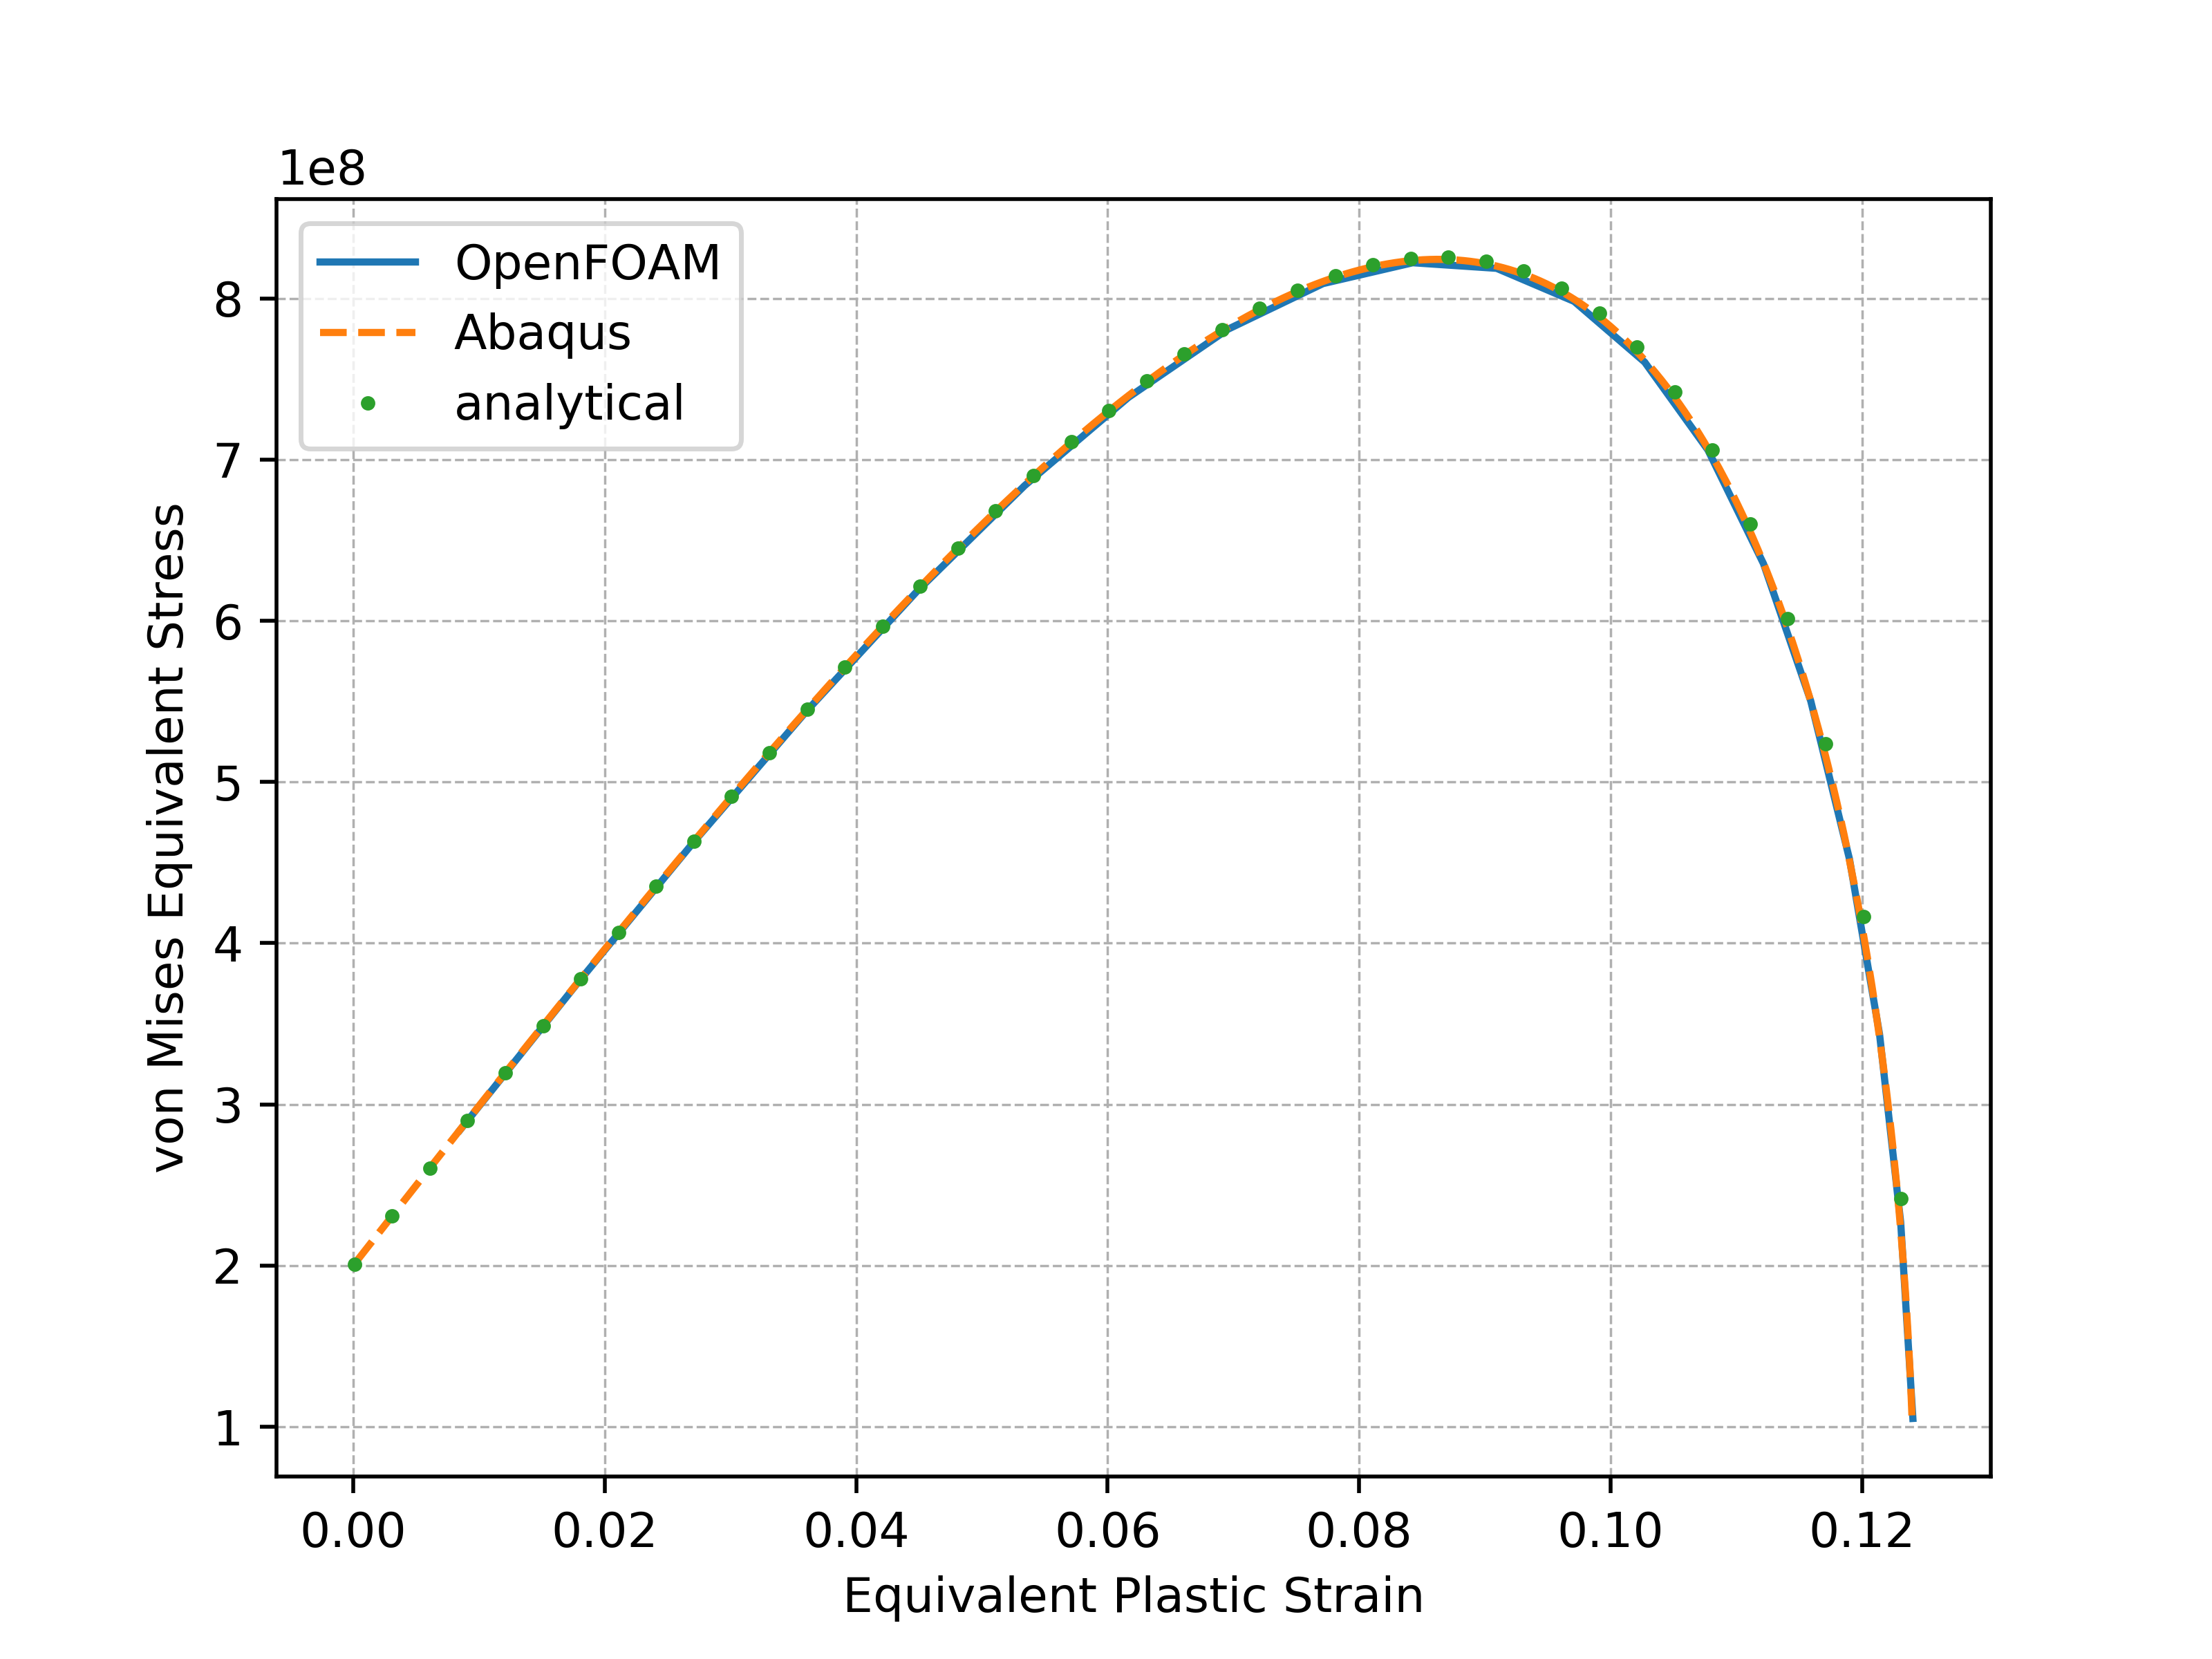 1e8
OpenFOAM
Abaqus
analytical
8
7
6
5
4
3
2
1
von Mises Equivalent Stress
0.00 0.02 0.04 0.06 0.08 0.10 0.12
Equivalent Plastic Strain